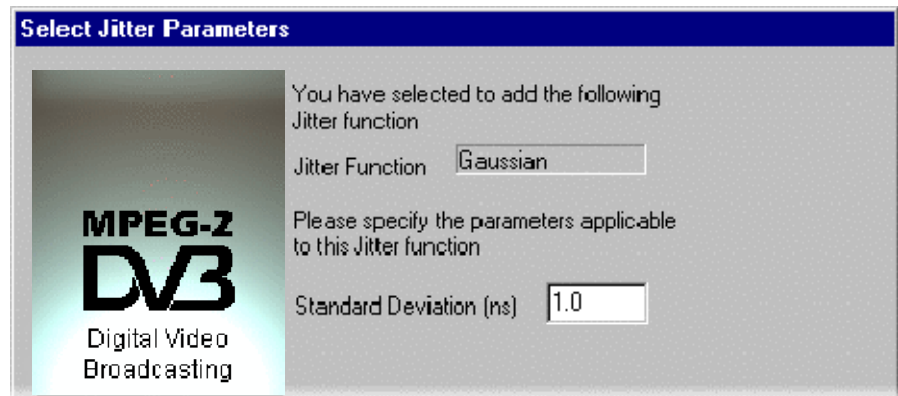 Select Jitter Parameters
You have selected to add the following
Jitter function
Jitter Function Gaussian
Please specify the parameters applicable
to this Jitter function
Standard Deviation (ns) 1.0
MPEG-2
DVB
Digital Video
Broadcasting